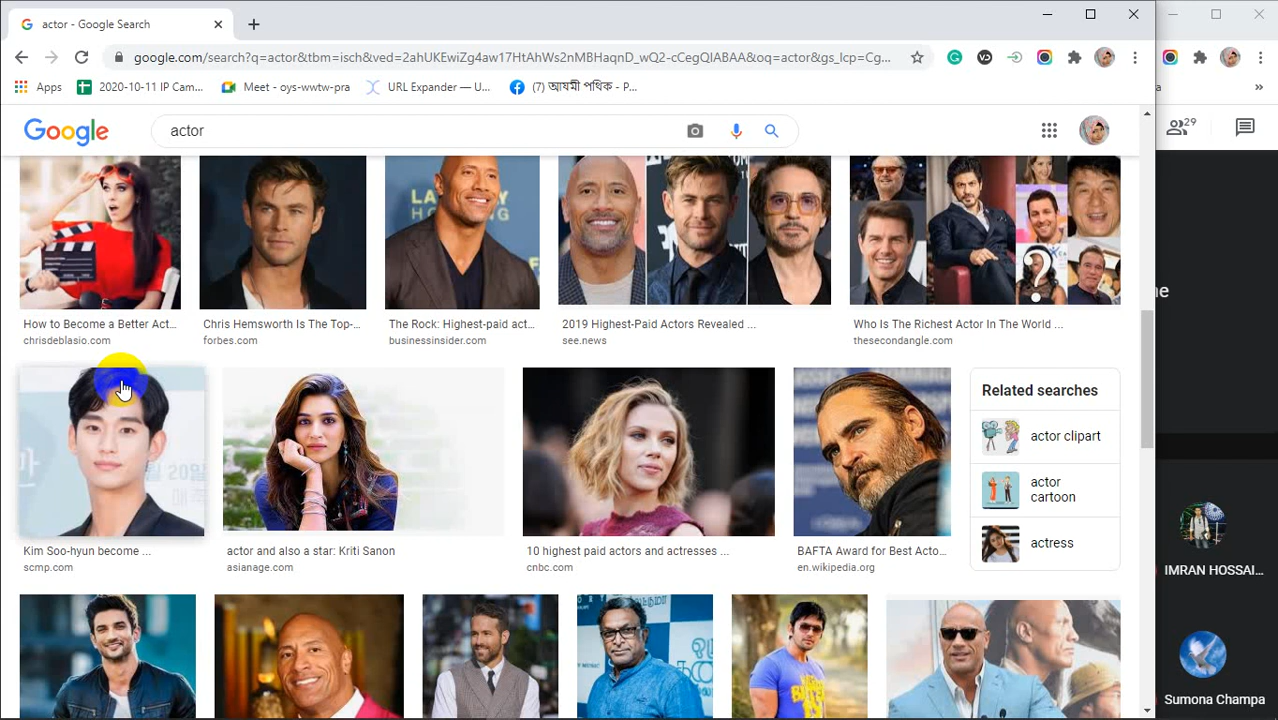 actor - Google Search
google.com/search?q=actor&tbm=isch&ved=2ahUKEwiZg4aw17HtAhWs2nMBHaqnD_wQ2-cCegQIABAA&oq=actor&gs_lcp=Cg...
Apps
2020-10-11 IP Cam...
Meet - oys-wwtw-pra
URL Expander — U...
(7) আযমী পথিক - P...
Google
actor
29
How to Become a Better Act...
chrisdeblasio.com
Chris Hemsworth Is The Top-...
forbes.com
The Rock: Highest-paid act...
businessinsider.com
2019 Highest-Paid Actors Revealed ...
see.news
Who Is The Richest Actor In The World ...
thesecondangle.com
Kim Soo-hyun become ...
scmp.com
actor and also a star: Kriti Sanon
asianage.com
10 highest paid actors and actresses ...
cnbc.com
BAFTA Award for Best Acto...
en.wikipedia.org
Related searches
actor clipart
actor
cartoon
actress
IMRAN HOSSAI...
Sumona Champa